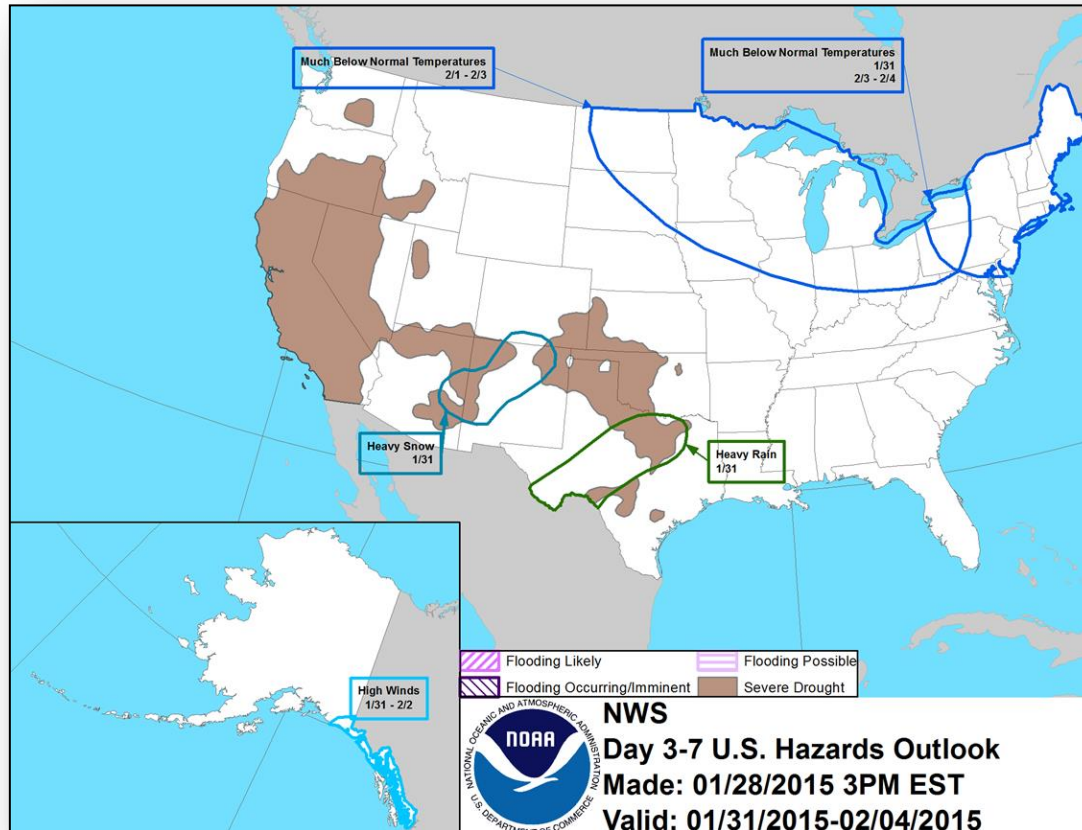 Much Below Normal Temperatures
2/1 - 2/3
Much Below Normal Temperatures
1/31
2/3 - 2/4
Heavy Snow
1/31
Heavy Rain
1/31
High Winds
1/31 - 2/2
Flooding Likely
Flooding Possible
Flooding Occurring/Imminent
Severe Drought
NATIONAL OCEANIC AND ATMOSPHERIC ADMINISTRATION
NOAA
U.S. DEPARTMENT OF COMMERCE
NWS
Day 3-7 U.S. Hazards Outlook
Made: 01/28/2015 3PM EST
Valid: 01/31/2015-02/04/2015